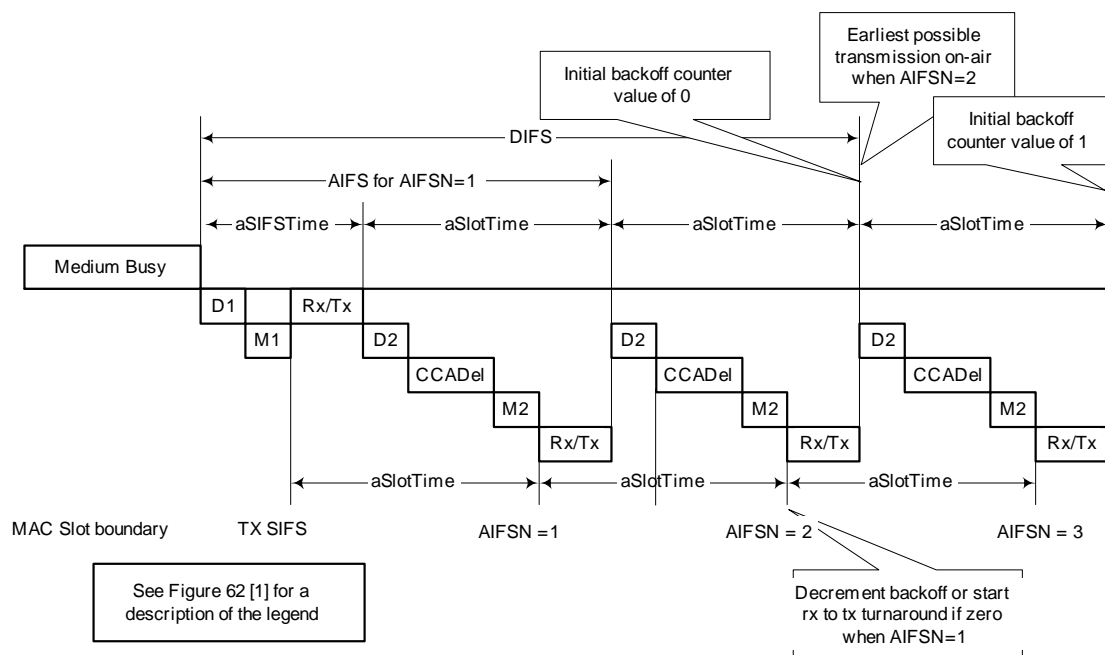 Earliest possible
transmission on-air
when AIFSN=2
Initial backoff counter
value of 0
Initial backoff
counter value of 1
DIFS
AIFS for AIFSN=1
aSIFSTime
aSlotTime
aSlotTime
aSlotTime
Medium Busy
D1
Rx/Tx
M1
D2
D2
D2
CCADel
CCADel
CCADel
M2
M2
M2
Rx/Tx
Rx/Tx
Rx/Tx
aSlotTime
aSlotTime
aSlotTime
MAC Slot boundary
TX SIFS
AIFSN =1
AIFSN = 2
AIFSN = 3
See Figure 62 [1] for a
description of the legend
Decrement backoff or start
rx to tx turnaround if zero
when AIFSN=1